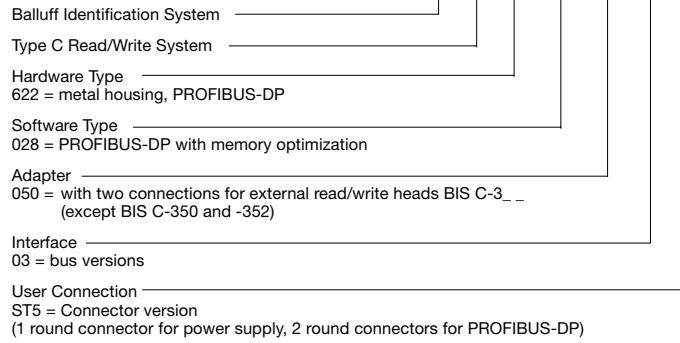 Balluff Identification System
Type C Read/Write System
Hardware Type
622 = metal housing, PROFIBUS-DP
Software Type
028 = PROFIBUS-DP with memory optimization
Adapter
050 = with two connections for external read/write heads BIS C-3_ _
(except BIS C-350 and -352)
Interface
03 = bus versions
User Connection
ST5 = Connector version
(1 round connector for power supply, 2 round connectors for PROFIBUS-DP)